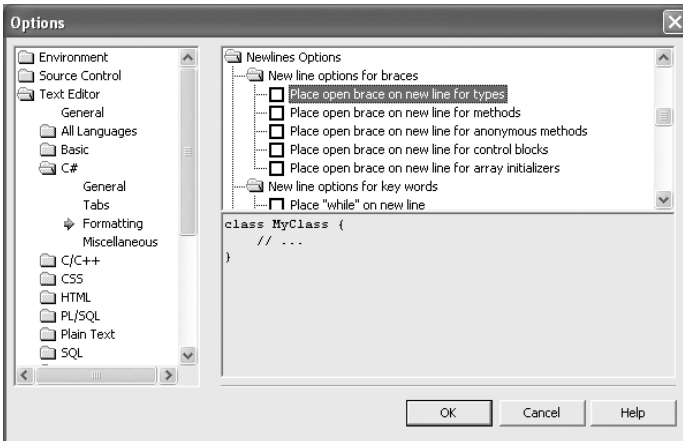 Options
Environment
Source Control
Text Editor
General
All Languages
Basic
C#
General
Tabs
Formatting
Miscellaneous
C/C++
CSS
HTML
PL/SQL
Plain Text
SQL
Newlines Options
New line options for braces
Place open brace on new line for types
Place open brace on new line for methods
Place open brace on new line for anonymous methods
Place open brace on new line for control blocks
Place open brace on new line for array initializers
New line options for key words
Place "while" on new line
class MyClass {
// ...
}
OK
Cancel
Help